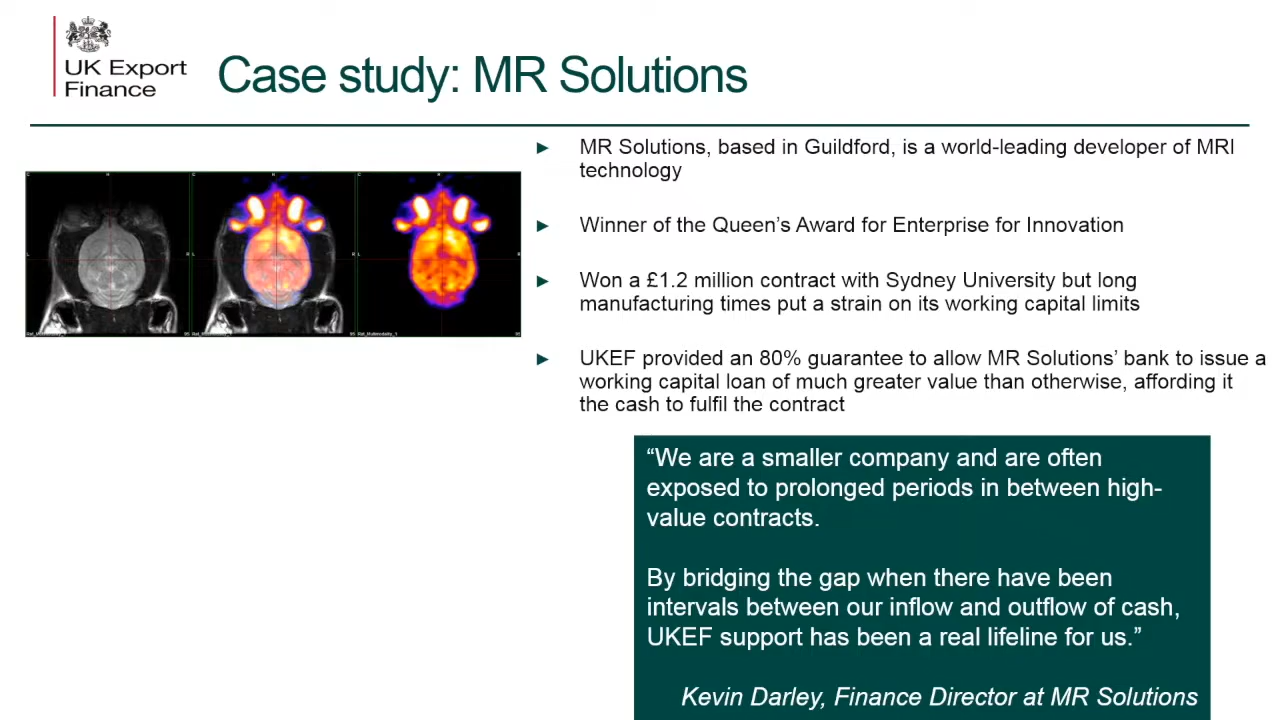 UK Export
Finance
Case study: MR Solutions
► MR Solutions, based in Guildford, is a world-leading developer of MRI
technology
► Winner of the Queen’s Award for Enterprise for Innovation
► Won a £1.2 million contract with Sydney University but long
manufacturing times put a strain on its working capital limits
► UKEF provided an 80% guarantee to allow MR Solutions’ bank to issue a
working capital loan of much greater value than otherwise, affording it
the cash to fulfil the contract
“We are a smaller company and are often
exposed to prolonged periods in between high-
value contracts.
By bridging the gap when there have been
intervals between our inflow and outflow of cash,
UKEF support has been a real lifeline for us.”
Kevin Darley, Finance Director at MR Solutions